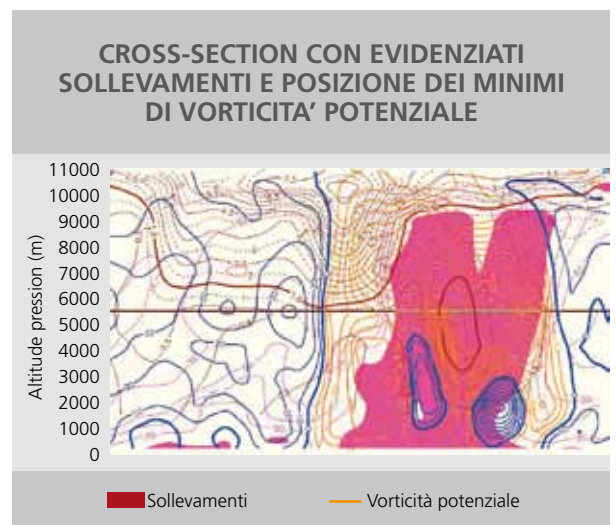 CROSS-SECTION CON EVIDENZIATI
SOLLEVAMENTI E POSIZIONE DEI MINIMI
DI VORTICITA’ POTENZIALE
Altitude pression (m)
11000
10000
9000
8000
7000
6000
5000
4000
3000
2000
1000
0
Sollevamenti
Vorticità potenziale